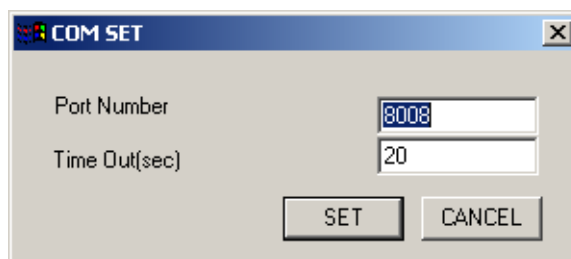 COM SET
Port Number 8008
Time Out(sec) 20
SET CANCEL